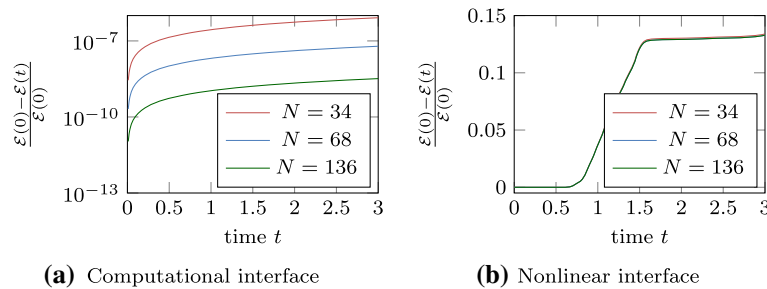 10−7
10−10
10−13
ℰ(0)−ℰ(t)
ℰ(0)
N = 34
N = 68
N = 136
0 0.5 1 1.5 2 2.5 3
time t
(a) Computational interface
0.15
0.1
0.05
0
ℰ(0)−ℰ(t)
ℰ(0)
N = 34
N = 68
N = 136
0 0.5 1 1.5 2 2.5 3
time t
(b) Nonlinear interface